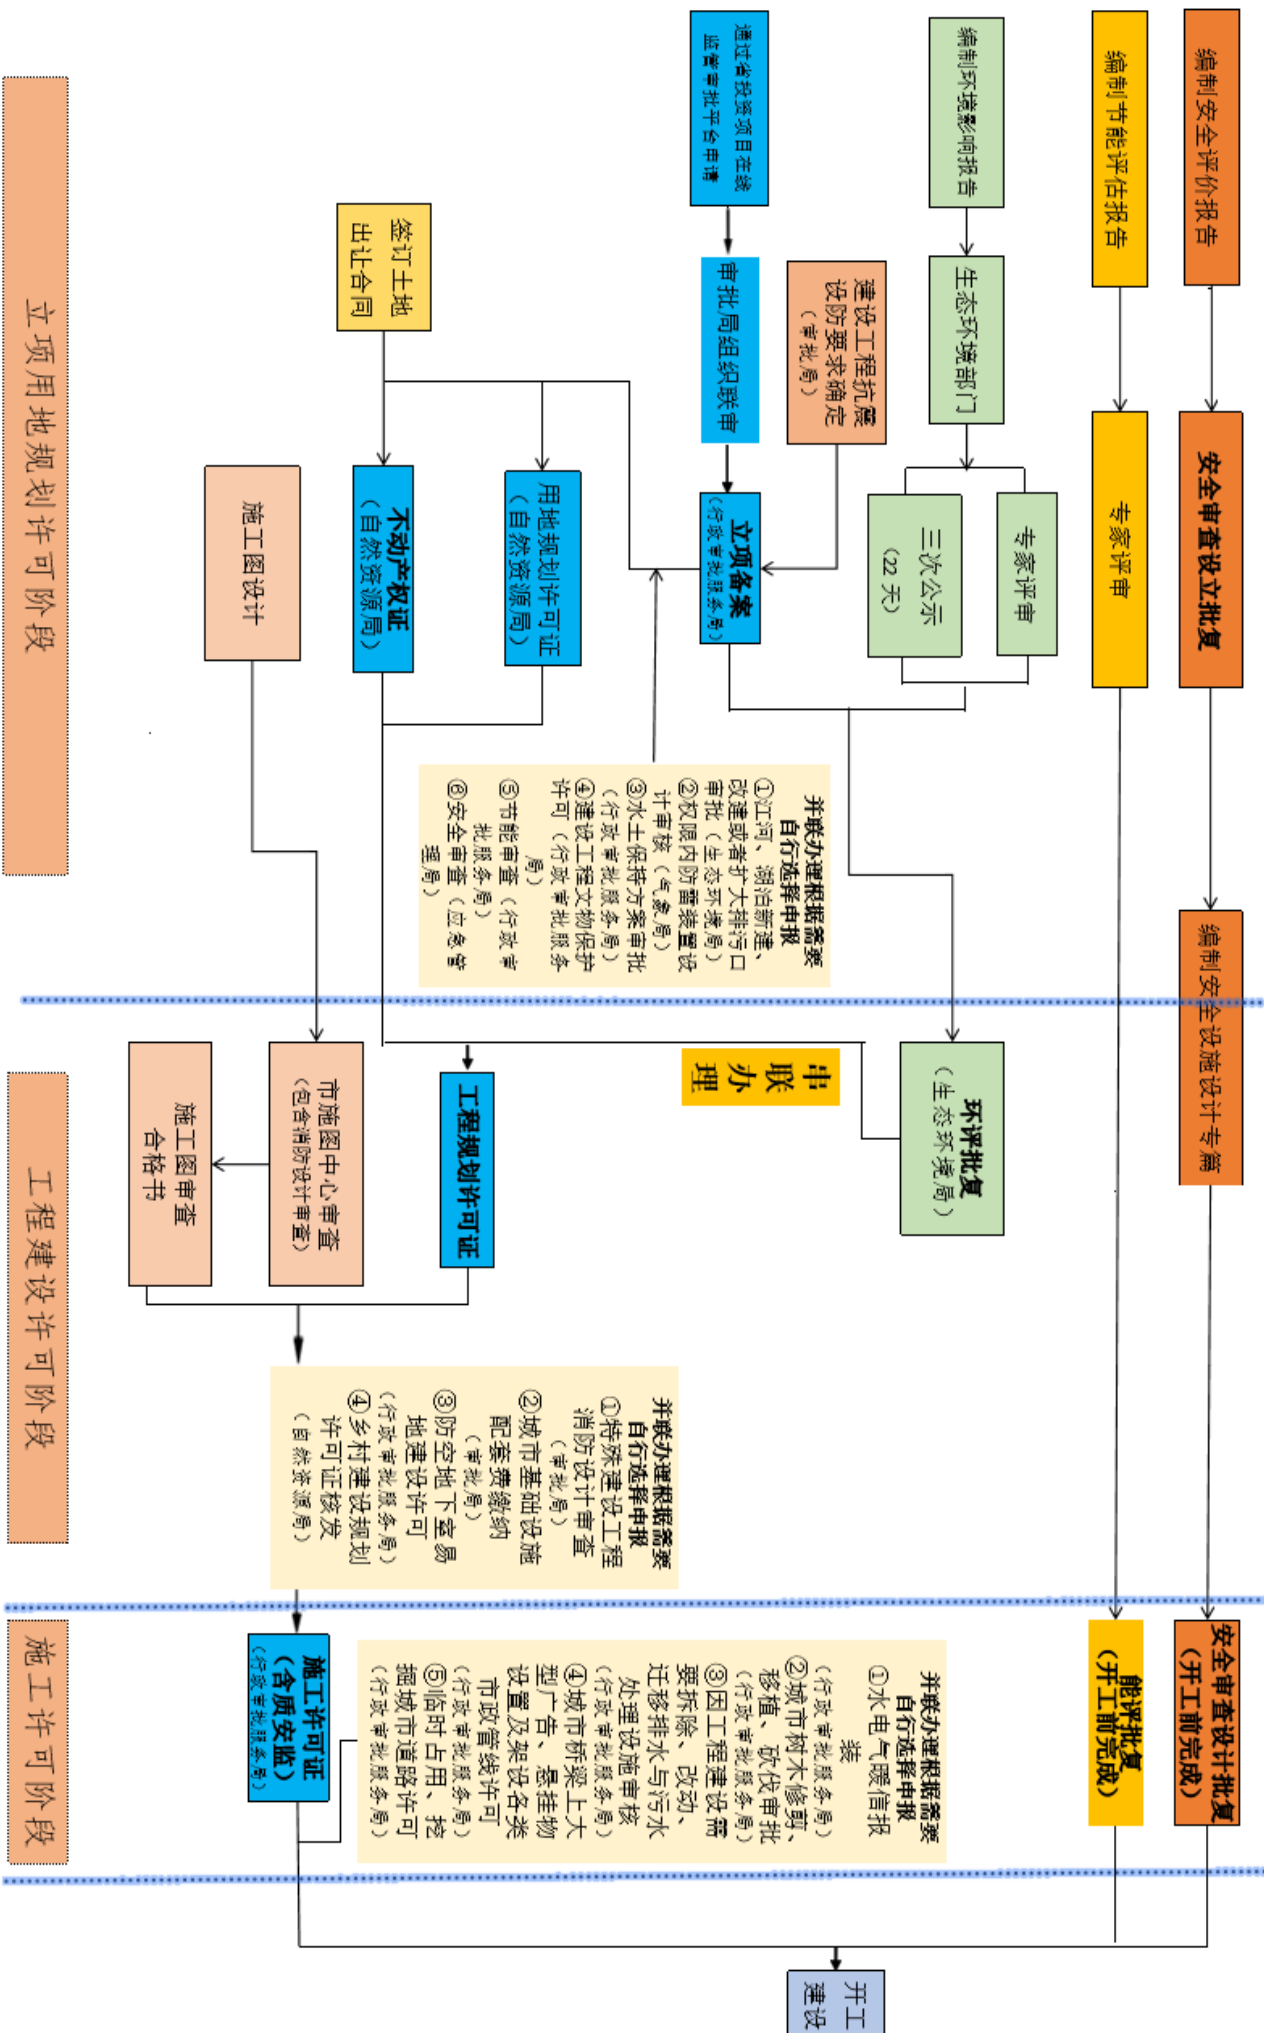 编制安全评价报告
安全审查设立批复
编制安全设施设计专篇
安全审查设计批复
(开工前完成)
编制节能评估报告
专家评审
能评批复
(开工前完成)
编制环境影响报告
生态环境部门
专家评审
三次公示
(22 天)
环评批复
(生态环境局)
建设工程抗震
设防要求确定
(审批局)
通过省投资项目在线
监管审批平台申请
审批局组织联审
立项备案
(行政审批服务局)
并联办理根据需要
自行选择申报
①江河、湖泊新建、
改建或者扩大排污口
审批(生态环境局)
②权限内防雷装置设
计审核(气象局)
③水土保持方案审批
(行政审批服务局)
④建设工程文物保护
许可(行政审批服务
局)
⑤节能审查(行政审
批服务局)
⑥安全审查(应急管
理局)
串联办理
签订土地
出让合同
用地规划许可证
(自然资源局)
不动产权证
(自然资源局)
工程规划许可证
施工图设计
市施图中心审查
(包含消防设计审查)
施工图审查
合格书
并联办理根据需要
自行选择申报
①特殊建设工程
消防设计审查
(审批局)
②城市基础设施
配套费缴纳
(审批局)
③防空地下室易
地建设许可
(行政审批服务局)
④乡村建设规划
许可证核发
(自然资源局)
并联办理根据需要
自行选择申报
①水电气暖信报
装
(行政审批服务局)
②城市树木修剪、
移植、砍伐审批
(行政审批服务局)
③因工程建设需
要拆除、改动、
迁移排水与污水
处理设施审核
(行政审批服务局)
④城市桥梁上大
型广告、悬挂物
设置及架设各类
市政管线许可
(行政审批服务局)
⑤临时占用、挖
掘城市道路许可
(行政审批服务局)
施工许可证
(含质安监)
(行政审批服务局)
开工
建设
立项用地规划许可阶段
工程建设许可阶段
施工许可阶段